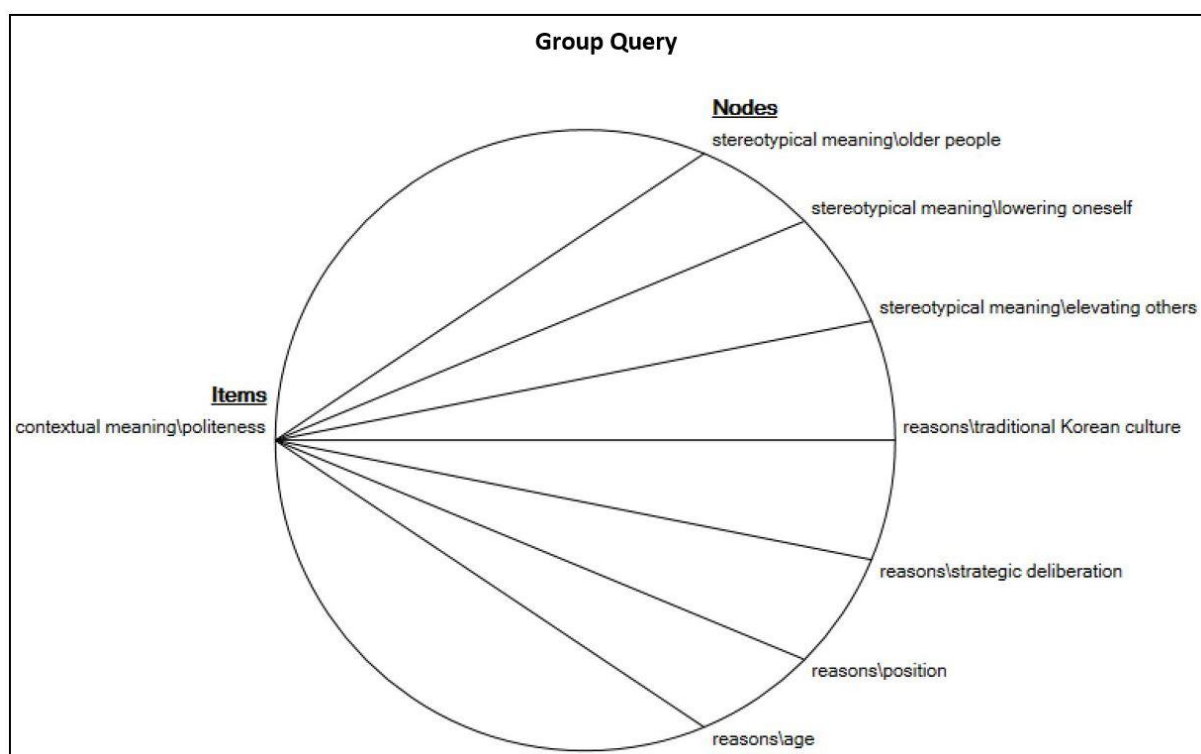 Group Query
Nodes
stereotypical meaning\older people
stereotypical meaning\lowering oneself
stereotypical meaning\elevating others
Items
contextual meaning\politeness
reasons\traditional Korean culture
reasons\strategic deliberation
reasons\position
reasons\age